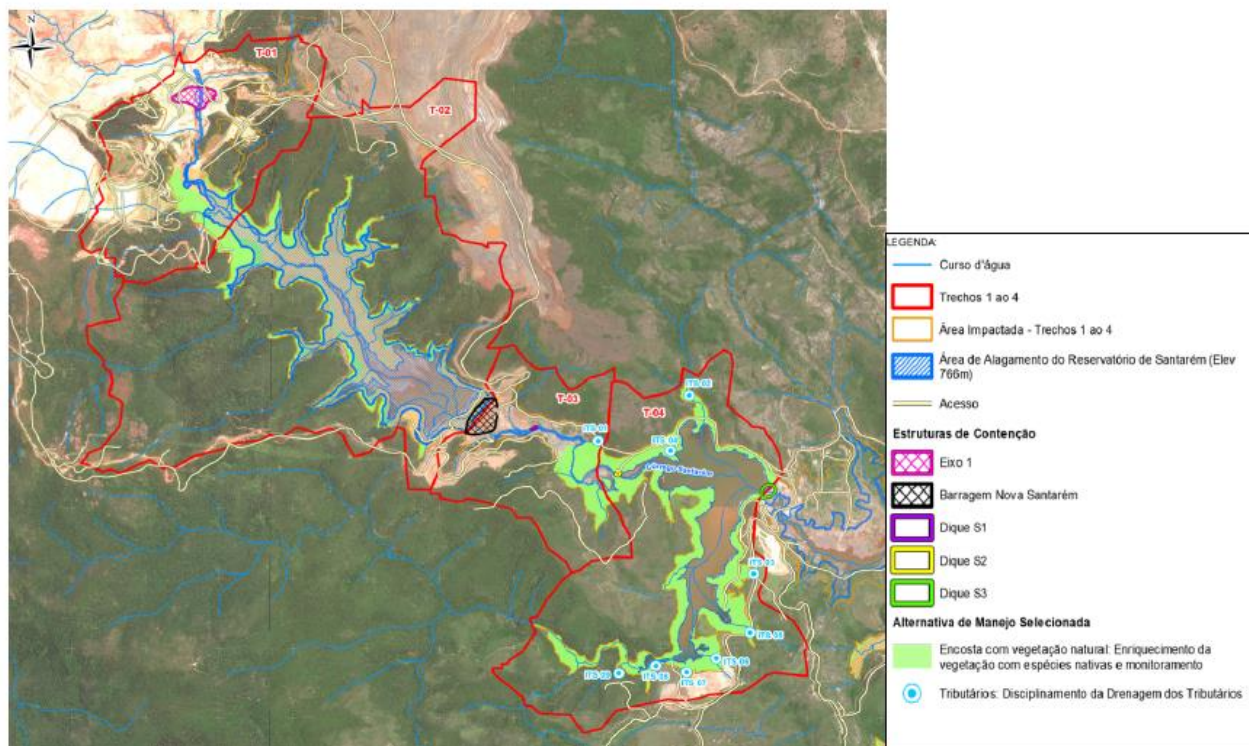 N
T-01
T-02
T-03
T-04
ITS 02
ITS 01
ITS 04
Córrego Santarém
ITS 03
ITS 05
ITS 06
ITS 07
ITS 08
ITS 09
LEGENDA:
Curso d'água
Trechos 1 ao 4
Área Impactada - Trechos 1 ao 4
Área de Alagamento do Reservatório de Santarém (Elev
766m)
Acesso
Estruturas de Contenção
Eixo 1
Barragem Nova Santarém
Dique S1
Dique S2
Dique S3
Alternativa de Manejo Selecionada
Encosta com vegetação natural: Enriquecimento da
vegetação com espécies nativas e monitoramento
Tributários: Disciplinamento da Drenagem dos Tributários